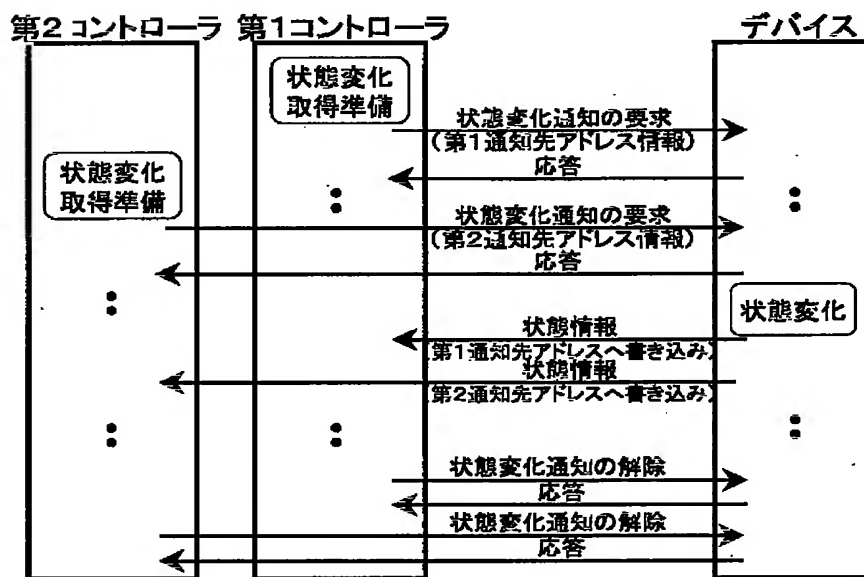 第2コントローラ 第1コントローラ デバイス
状態変化
取得準備
状態変化通知の要求
(第1通知先アドレス情報)
応答
状態変化
取得準備
状態変化通知の要求
(第2通知先アドレス情報)
応答
状態変化
状態情報
(第1通知先アドレスへ書き込み)
状態情報
(第2通知先アドレスへ書き込み)
状態変化通知の解除
応答
状態変化通知の解除
応答